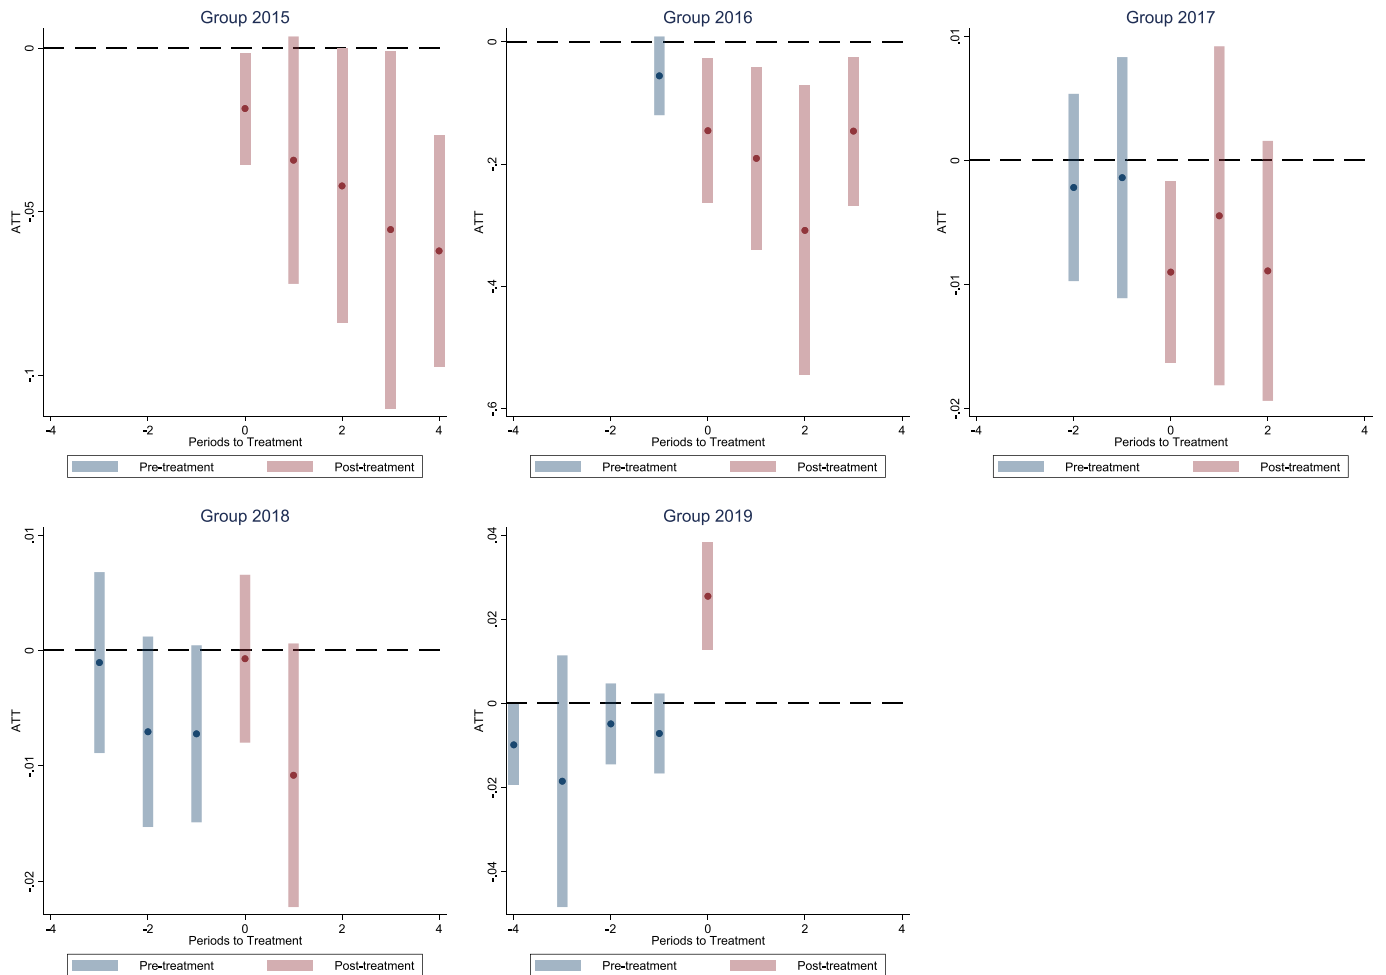 Group 2015
0
-.05
-.1
ATT
-4 -2 0 2 4
Periods to Treatment
Pre-treatment Post-treatment
Group 2016
0
-.2
-.4
-.6
ATT
-4 -2 0 2 4
Periods to Treatment
Pre-treatment Post-treatment
Group 2017
.01
0
-.01
-.02
ATT
-4 -2 0 2 4
Periods to Treatment
Pre-treatment Post-treatment
Group 2018
.01
0
-.01
-.02
ATT
-4 -2 0 2 4
Periods to Treatment
Pre-treatment Post-treatment
Group 2019
.04
.02
0
-.02
-.04
ATT
-4 -2 0 2 4
Periods to Treatment
Pre-treatment Post-treatment